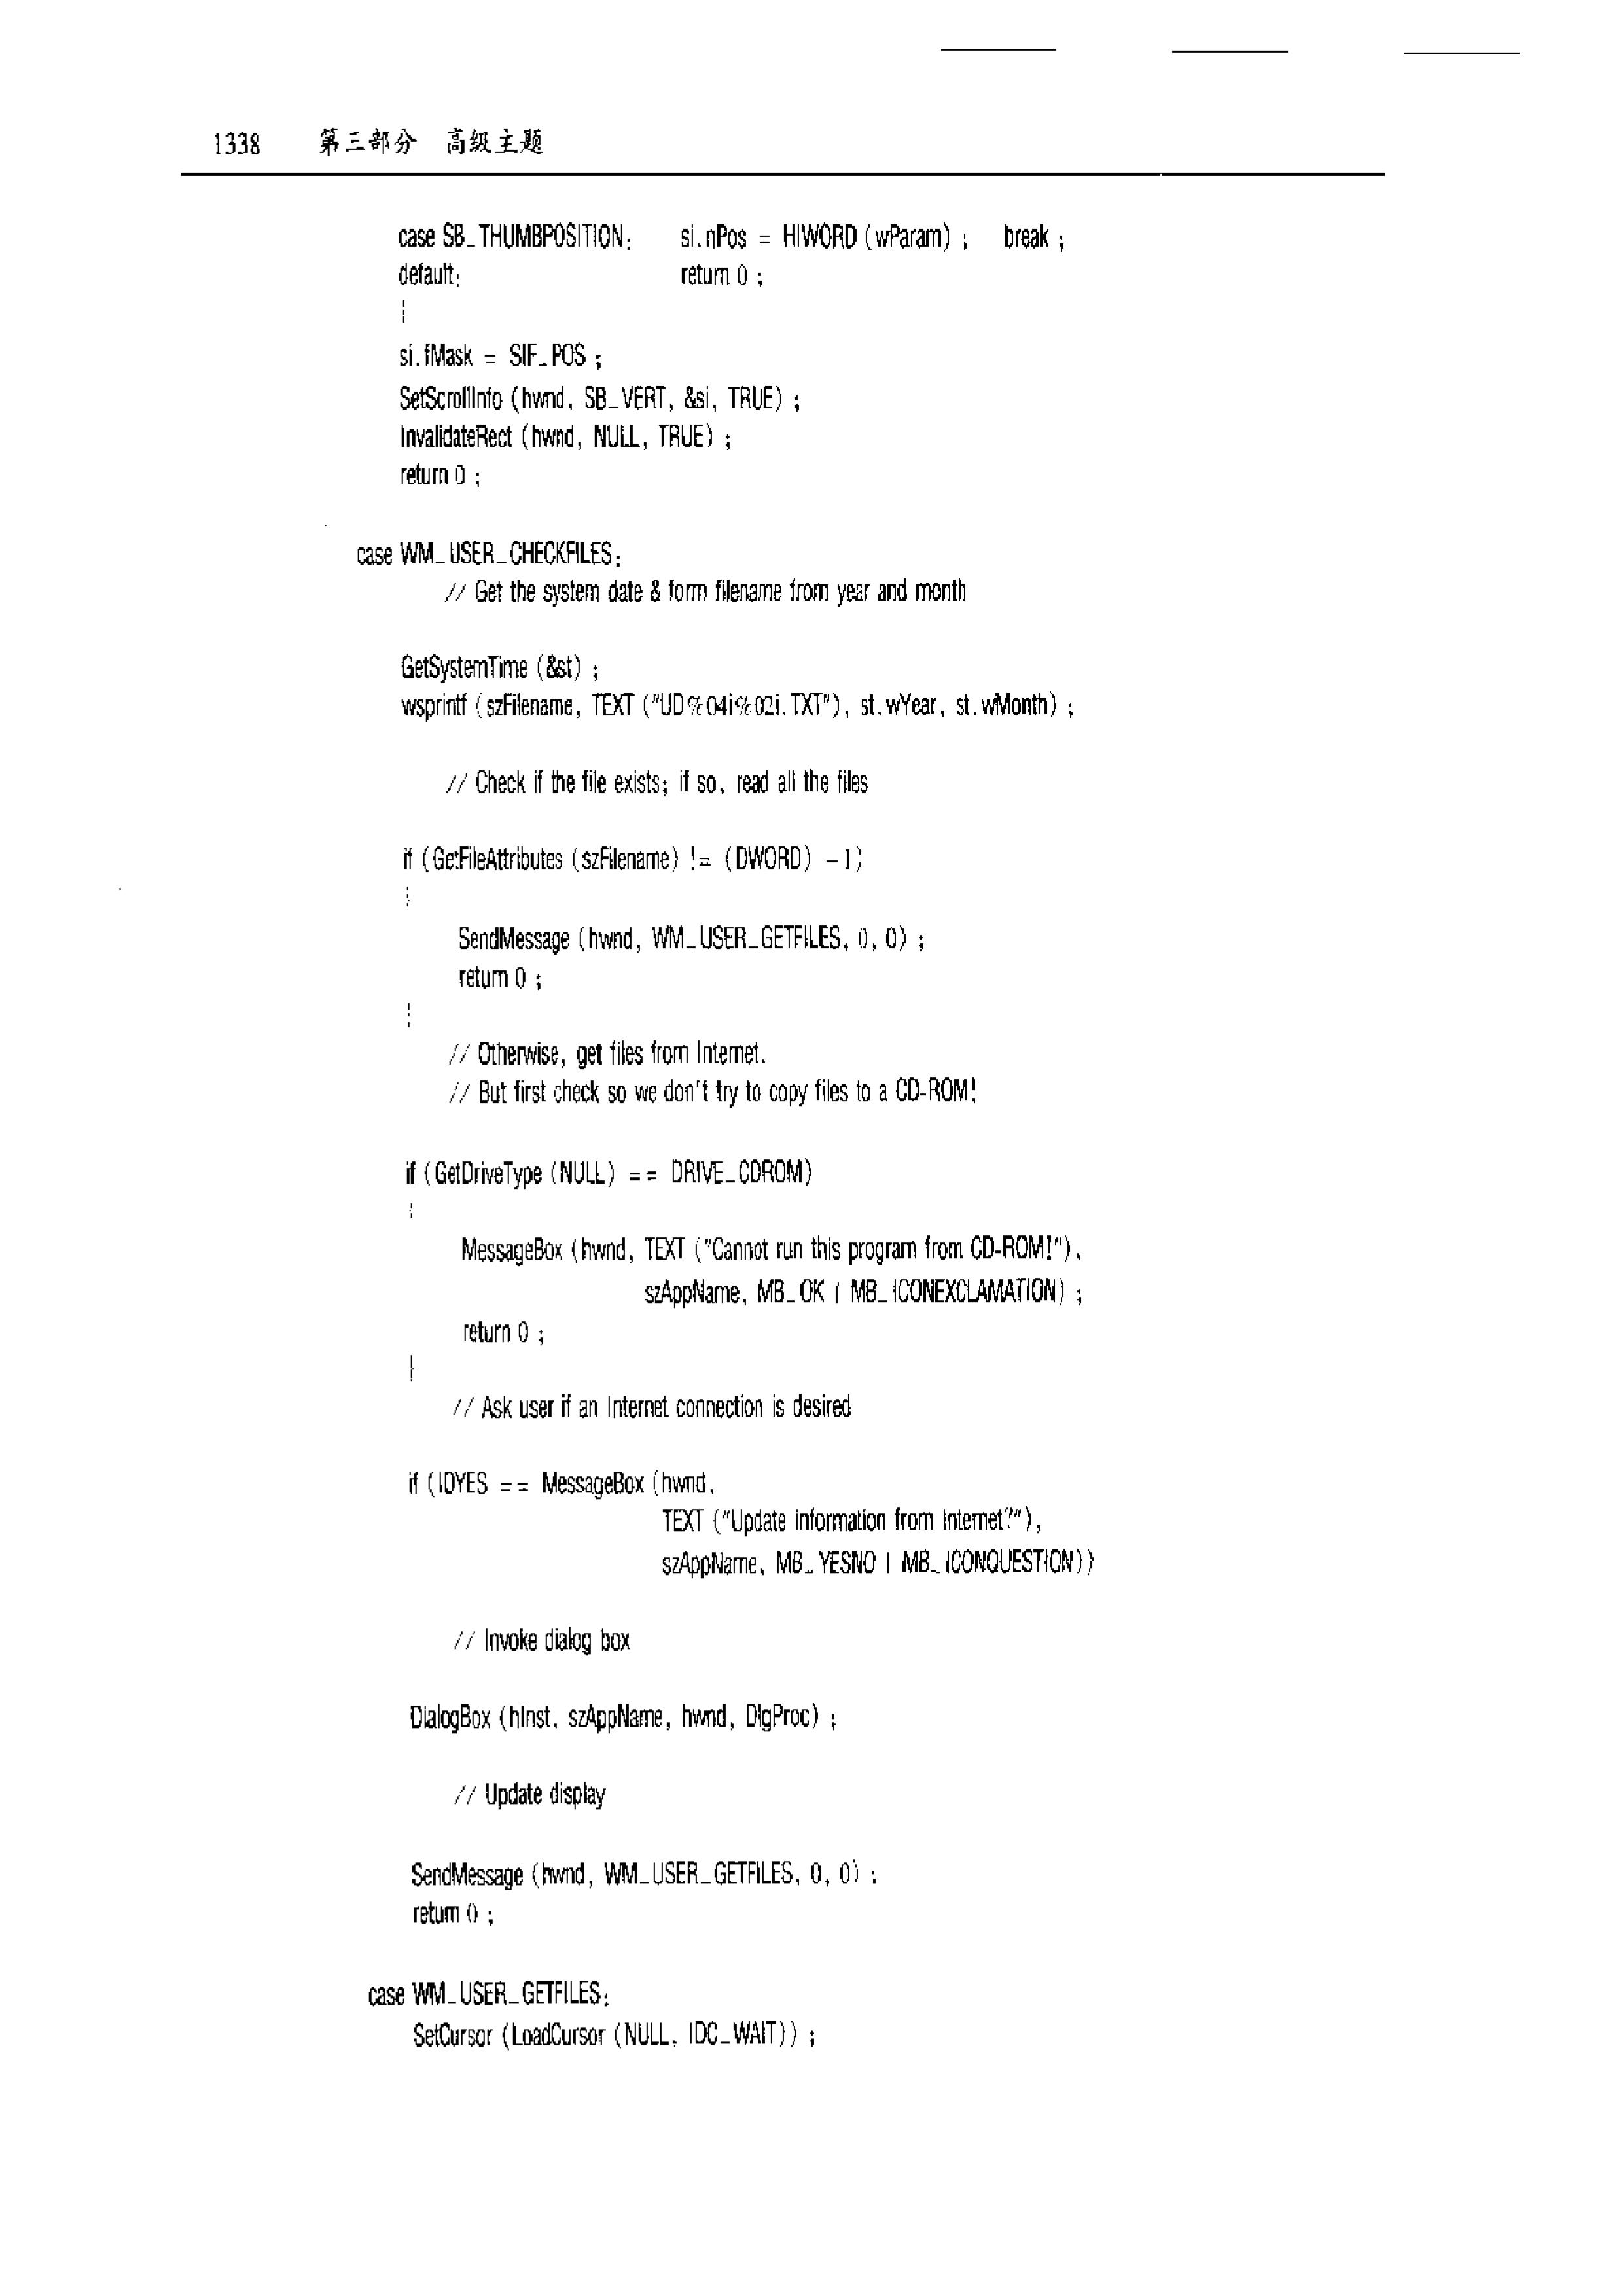 1338 第三部分 高级主题
case SB_THUMBPOSITION: si.nPos = HIWORD (wParam) ; break ;
default: return 0 ;
}
si.fMask = SIF_POS ;
SetScrollInfo (hwnd, SB_VERT, &si, TRUE) ;
InvalidateRect (hwnd, NULL, TRUE) ;
return 0 ;
case WM_USER_CHECKFILES:
// Get the system date & form filename from year and month
GetSystemTime (&st) ;
wsprintf (szFilename, TEXT ("UD%04i%02i.TXT"), st.wYear, st.wMonth) ;
// Check if the file exists; if so, read all the files
if (GetFileAttributes (szFilename) != (DWORD) -1)
{
SendMessage (hwnd, WM_USER_GETFILES, 0, 0) ;
return 0 ;
}
// Otherwise, get files from Internet.
// But first check so we don't try to copy files to a CD-ROM!
if (GetDriveType (NULL) == DRIVE_CDROM)
{
MessageBox (hwnd, TEXT ("Cannot run this program from CD-ROM!"),
szAppName, MB_OK | MB_ICONEXCLAMATION) ;
return 0 ;
}
// Ask user if an Internet connection is desired
if (IDYES == MessageBox (hwnd,
TEXT ("Update information from Internet?"),
szAppName, MB_YESNO | MB_ICONQUESTION))
// Invoke dialog box
DialogBox (hInst, szAppName, hwnd, DlgProc) ;
// Update display
SendMessage (hwnd, WM_USER_GETFILES, 0, 0) ;
return 0 ;
case WM_USER_GETFILES:
SetCursor (LoadCursor (NULL, IDC_WAIT)) ;